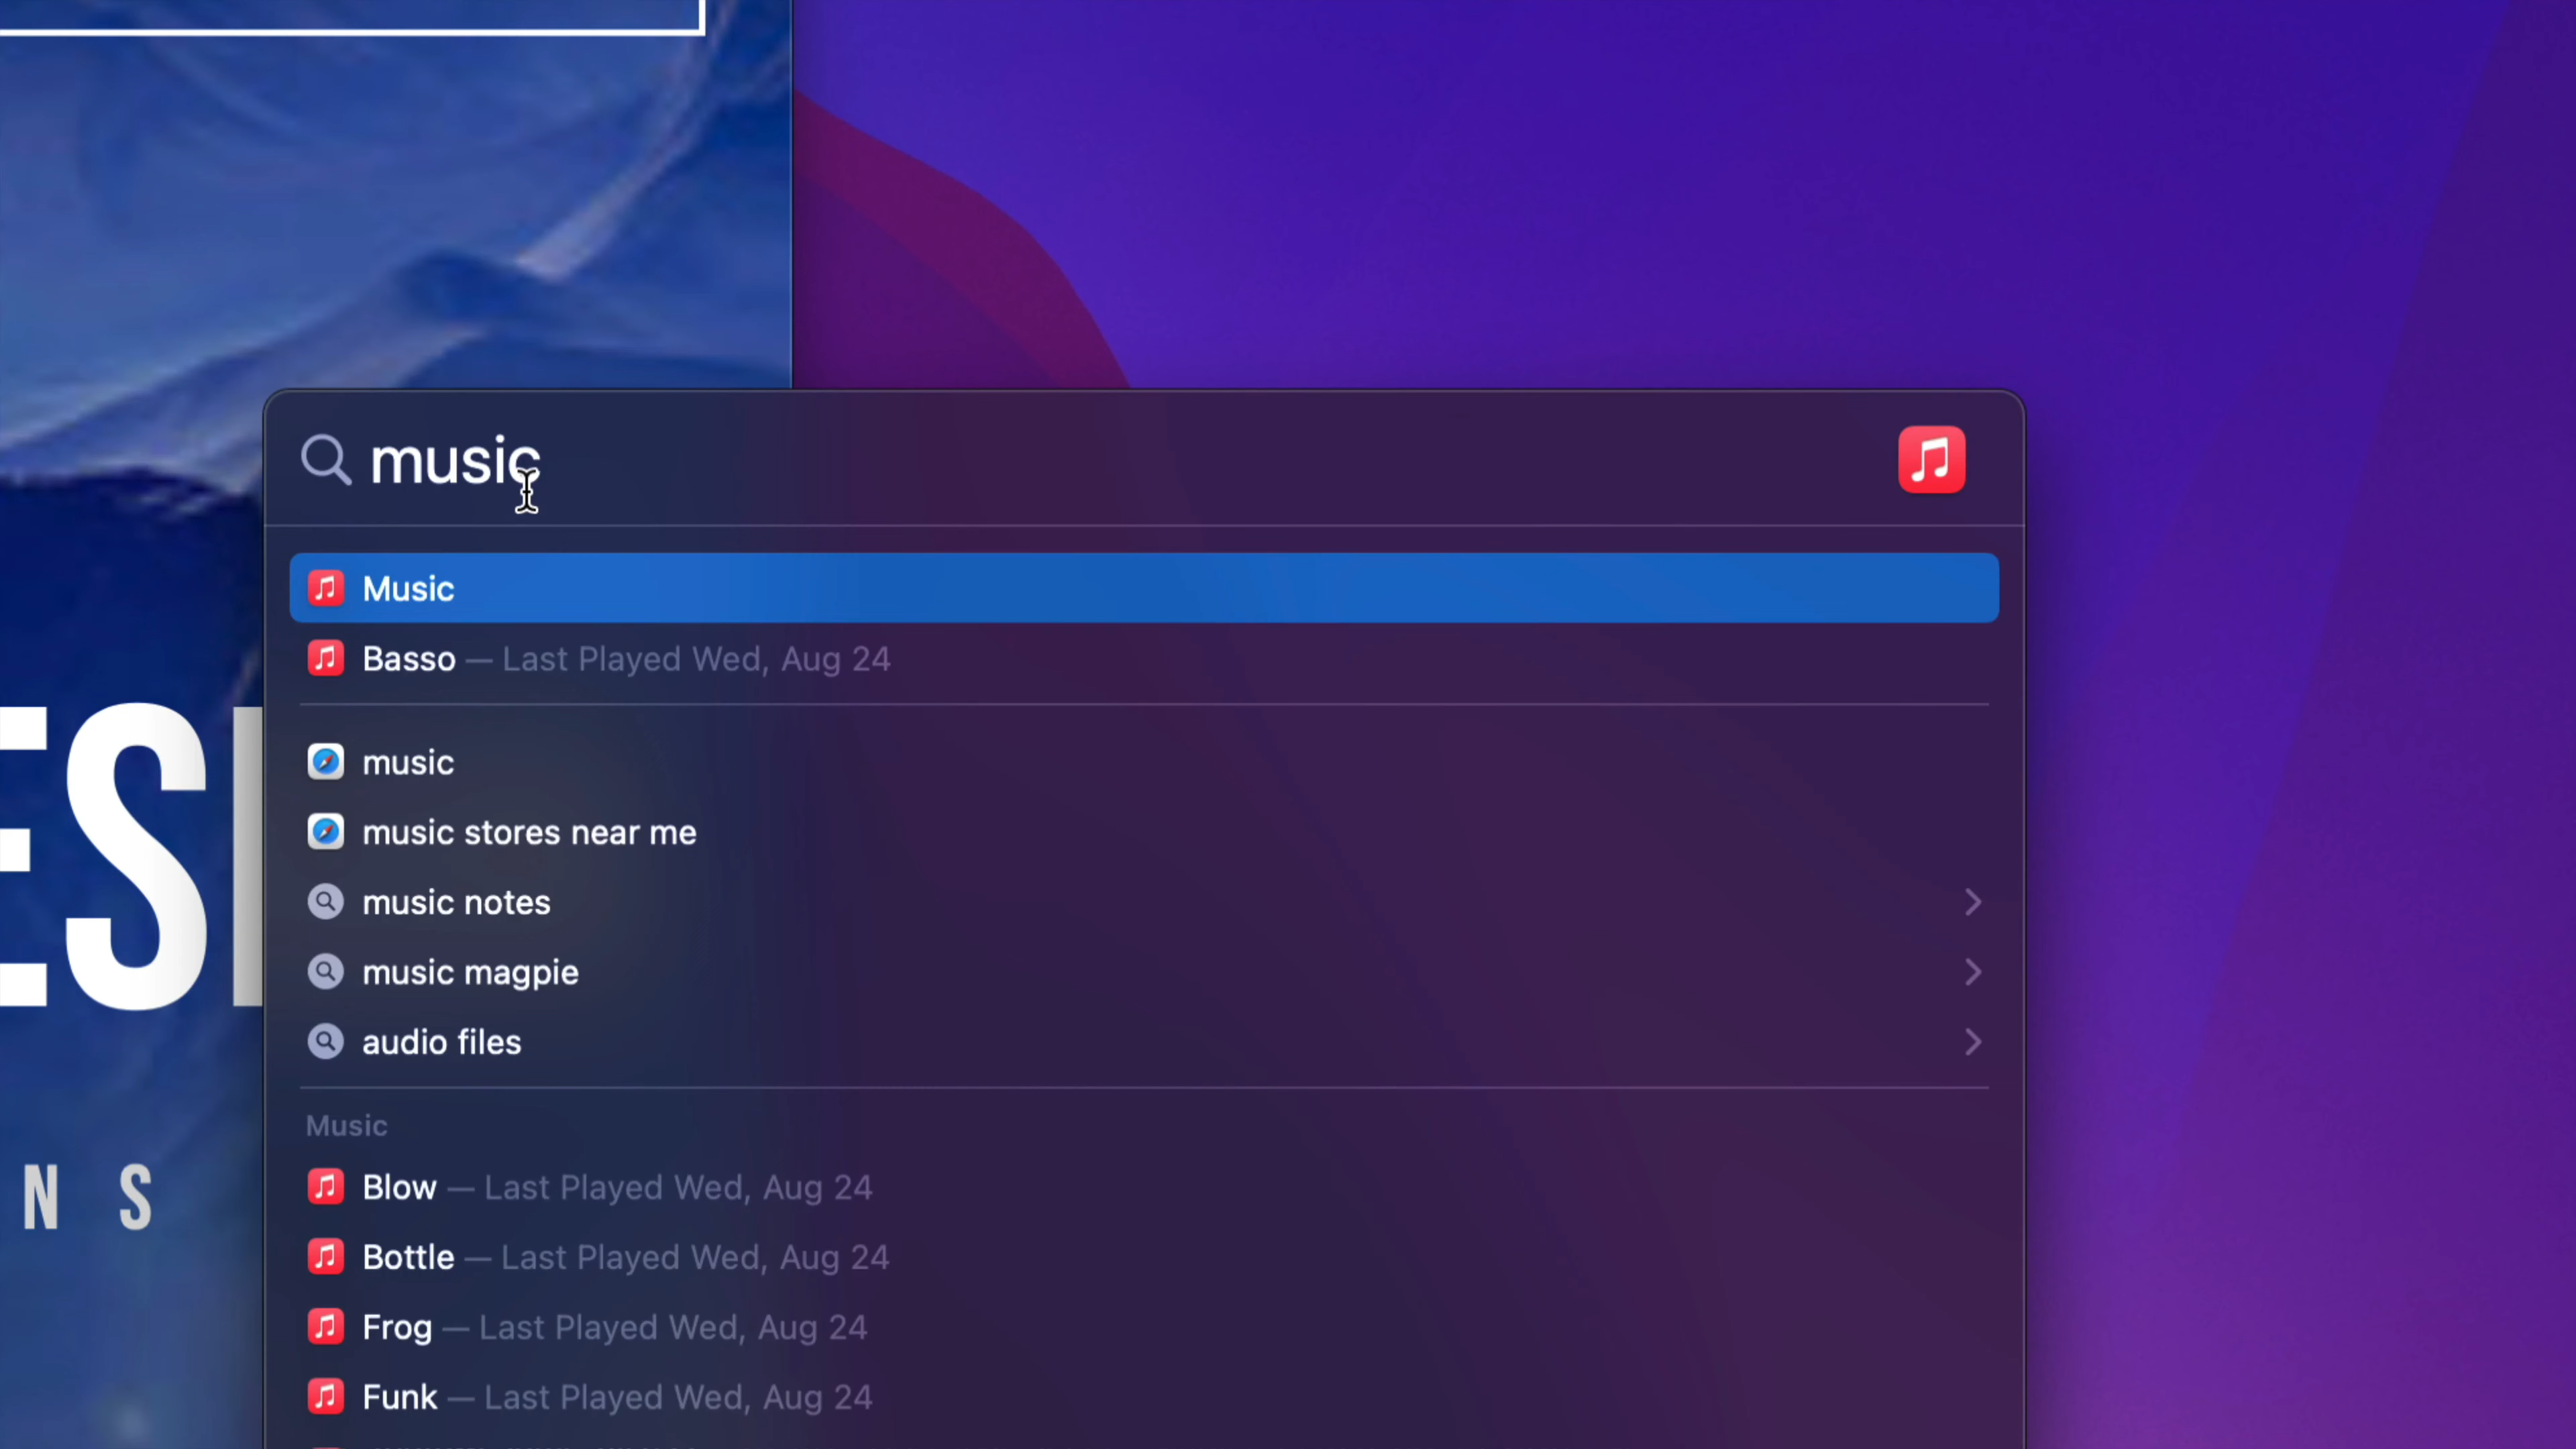 music
Music
Basso — Last Played Wed, Aug 24
music
music stores near me
music notes
music magpie
audio files
Music
Blow — Last Played Wed, Aug 24
Bottle — Last Played Wed, Aug 24
Frog — Last Played Wed, Aug 24
Funk — Last Played Wed, Aug 24
ES
N S